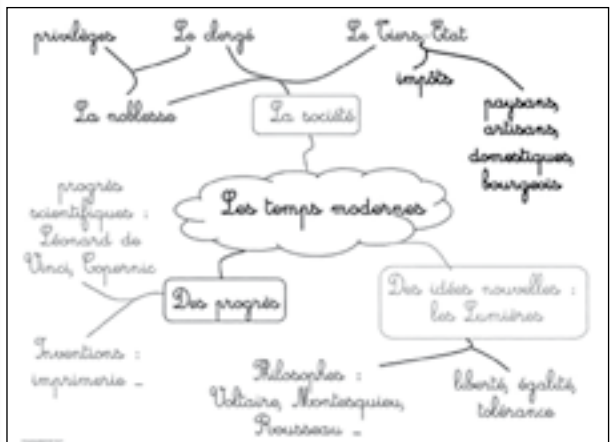 privilèges
Le clergé
Le Tiers-Etat
La noblesse
La société
impôts
paysans,
artisans,
domestiques,
bourgeois
Les temps modernes
progrès
scientifiques :
Léonard de
Vinci, Copernic
Des progrès
Inventions :
imprimerie ...
Des idées nouvelles :
les Lumières
Philosophes :
Voltaire, Montesquieu,
Rousseau ...
liberté, égalité,
tolérance